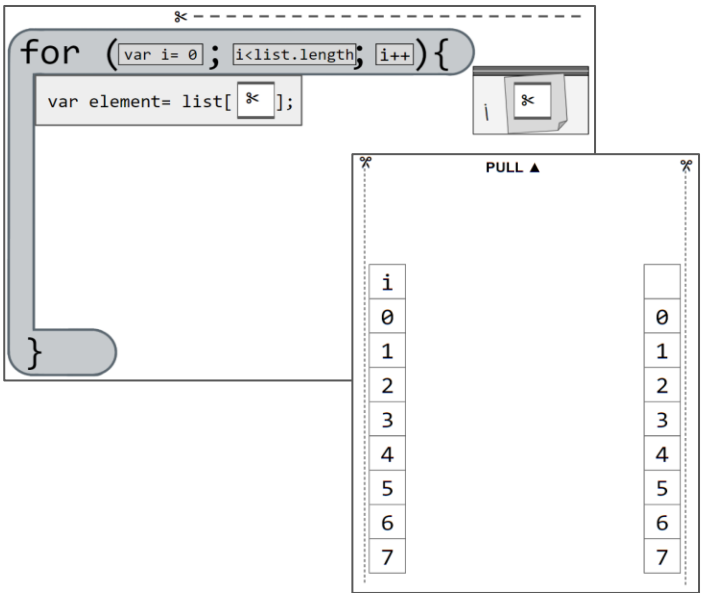 for (var i= 0; i<list.length; i++){
var element= list[ ];
i
}
PULL ▲
i
0 0
1 1
2 2
3 3
4 4
5 5
6 6
7 7